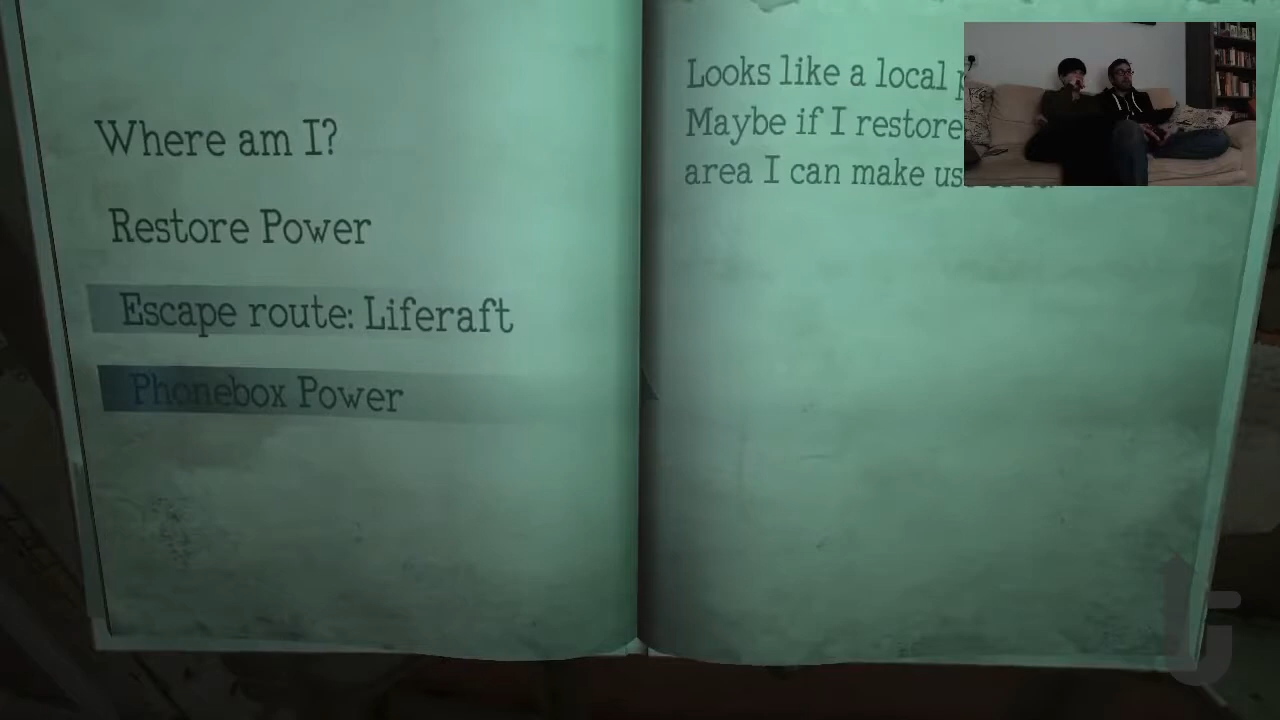 Where am I?
Restore Power
Escape route: Liferaft
Phonebox Power
Looks like a local
Maybe if I restore
area I can make us